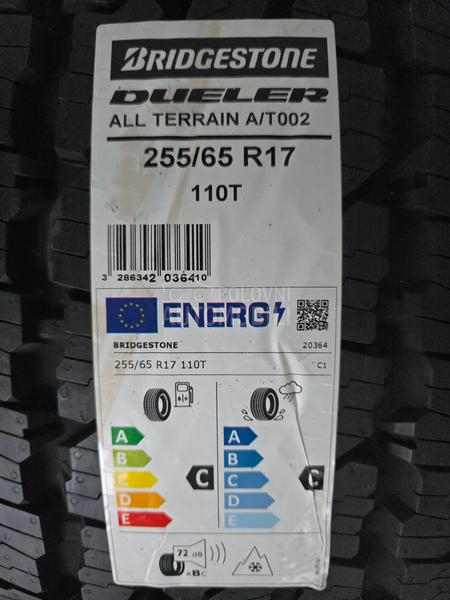 BRIDGESTONE
DUELER
ALL TERRAIN A/T002
255/65 R17
110T
3 286342 036410
ENERG
BRIDGESTONE 20364
255/65 R17 110T C1
A A
B B
C C C C
D D
E E
72 dB
ABC